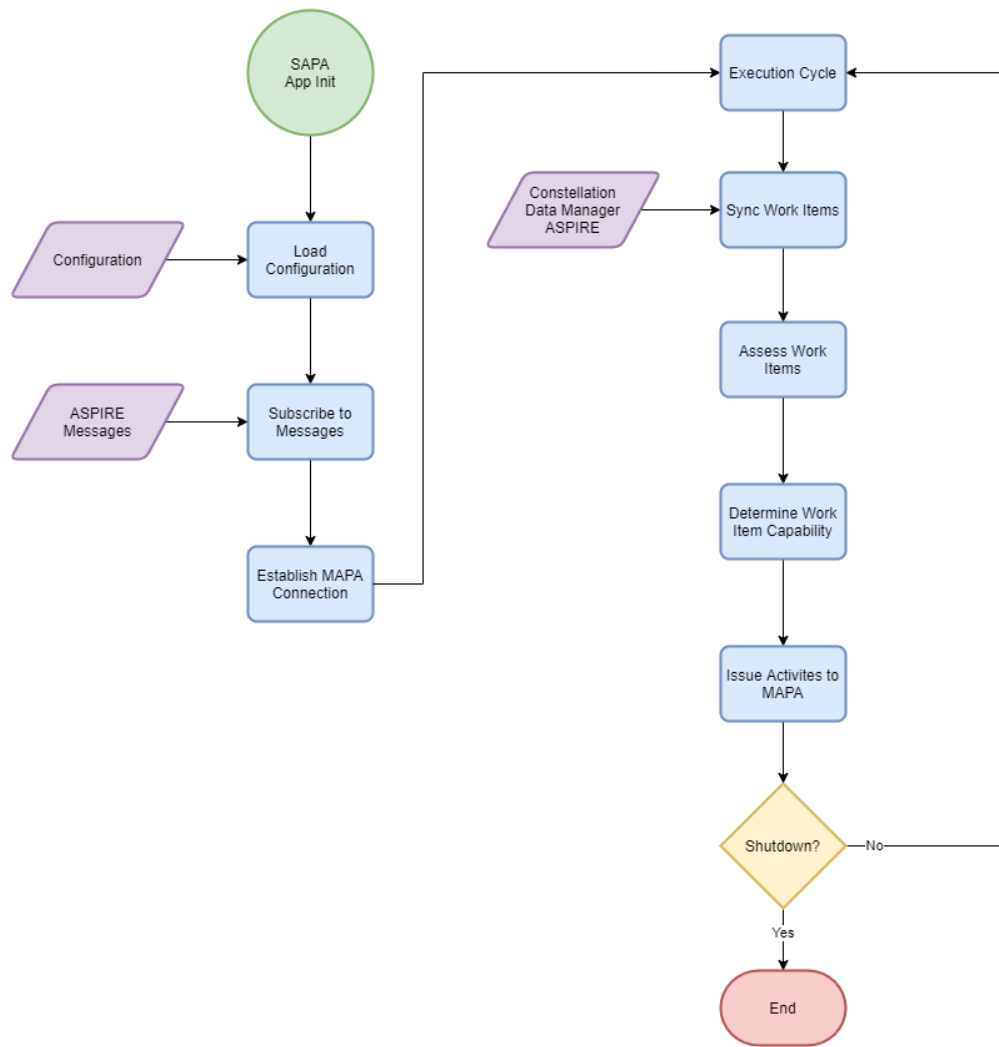 SAPA
App Init
Configuration
Load
Configuration
ASPIRE
Messages
Subscribe to
Messages
Establish MAPA
Connection
Execution Cycle
Constellation
Data Manager
ASPIRE
Sync Work Items
Assess Work
Items
Determine Work
Item Capability
Issue Activites to
MAPA
Shutdown?
No
Yes
End